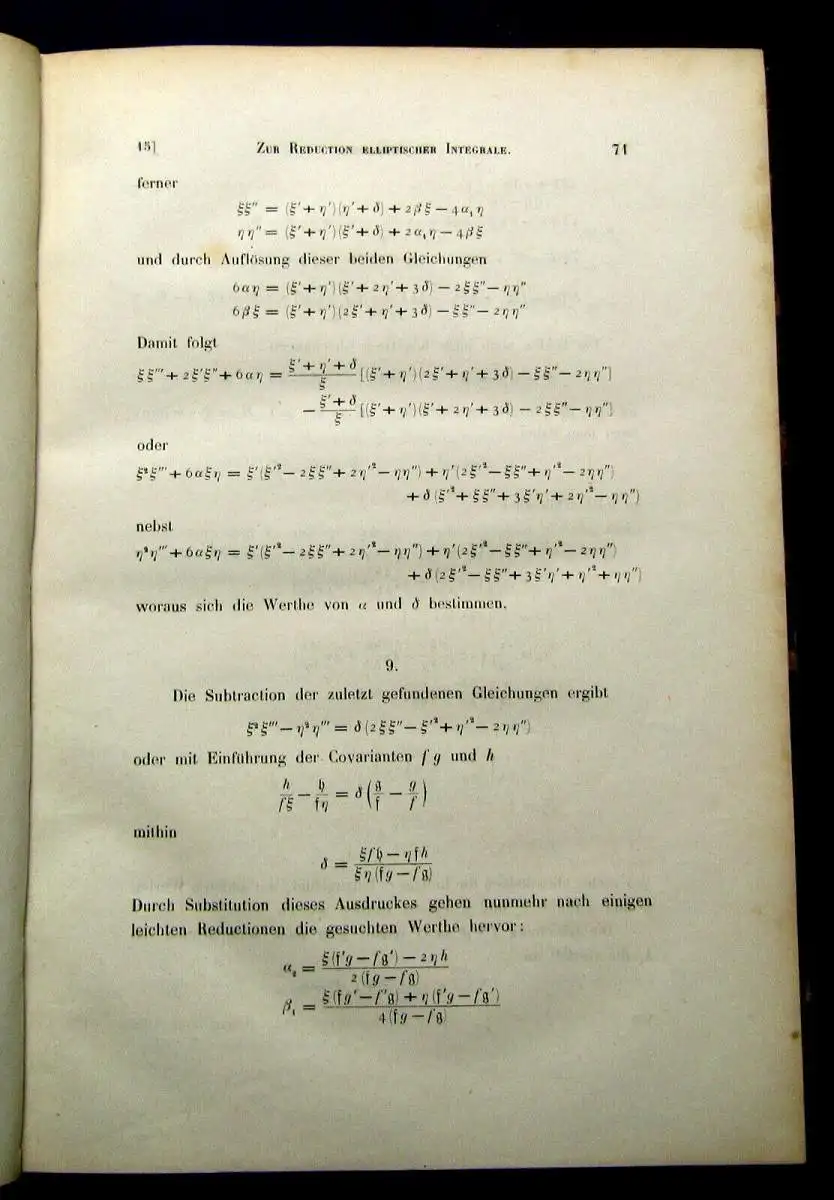 15] ZUR REDUCTION ELLIPTISCHER INTEGRALE. 71
ferner
ξξ″ = (ξ′ + η′)(η′ + δ) + 2βξ − 4α₁η
ηη″ = (ξ′ + η′)(ξ′ + δ) + 2α₁η − 4βξ
und durch Auflösung dieser beiden Gleichungen
6αη = (ξ′ + η′)(ξ′ + 2η′ + 3δ) − 2ξξ″ − ηη″
6βξ = (ξ′ + η′)(2ξ′ + η′ + 3δ) − ξξ″ − 2ηη″
Damit folgt
ξξ‴ + 2ξ′ξ″ + 6αη = (ξ′ + η′ + δ)/ξ [(ξ′ + η′)(2ξ′ + η′ + 3δ) − ξξ″ − 2ηη″]
− (ξ′ + δ)/ξ [(ξ′ + η′)(ξ′ + 2η′ + 3δ) − 2ξξ″ − ηη″]
oder
ξ²ξ‴ + 6αξη = ξ′(ξ′² − 2ξξ″ + 2η′² − ηη″) + η′(2ξ′² − ξξ″ + η′² − 2ηη″)
+ δ(ξ′² + ξξ″ + 3ξ′η′ + 2η′² − ηη″)
nebst
η²η‴ + 6αξη = ξ′(ξ′² − 2ξξ″ + 2η′² − ηη″) + η′(2ξ′² − ξξ″ + η′² − 2ηη″)
+ δ(2ξ′² − ξξ″ + 3ξ′η′ + η′² + ηη″)
woraus sich die Werthe von α und δ bestimmen.
9.
Die Subtraction der zuletzt gefundenen Gleichungen ergibt
ξ²ξ‴ − η²η‴ = δ(2ξξ″ − ξ′² + η′² − 2ηη″)
oder mit Einführung der Covarianten f g und h
h/fξ − 𝔥/𝔣η = δ(𝔤/𝔣 − g/f)
mithin
δ = (ξf𝔥 − η𝔣h)/(ξη(𝔣g − f𝔤))
Durch Substitution dieses Ausdruckes gehen nunmehr nach einigen
leichten Reductionen die gesuchten Werthe hervor:
α₂ = (ξ(𝔣′g − f𝔤′) − 2ηh)/(2(𝔣g − f𝔤))
β₁ = (ξ(𝔣g′ − f′𝔤) + η(𝔣′g − f𝔤′))/(4(𝔣g − f𝔤))